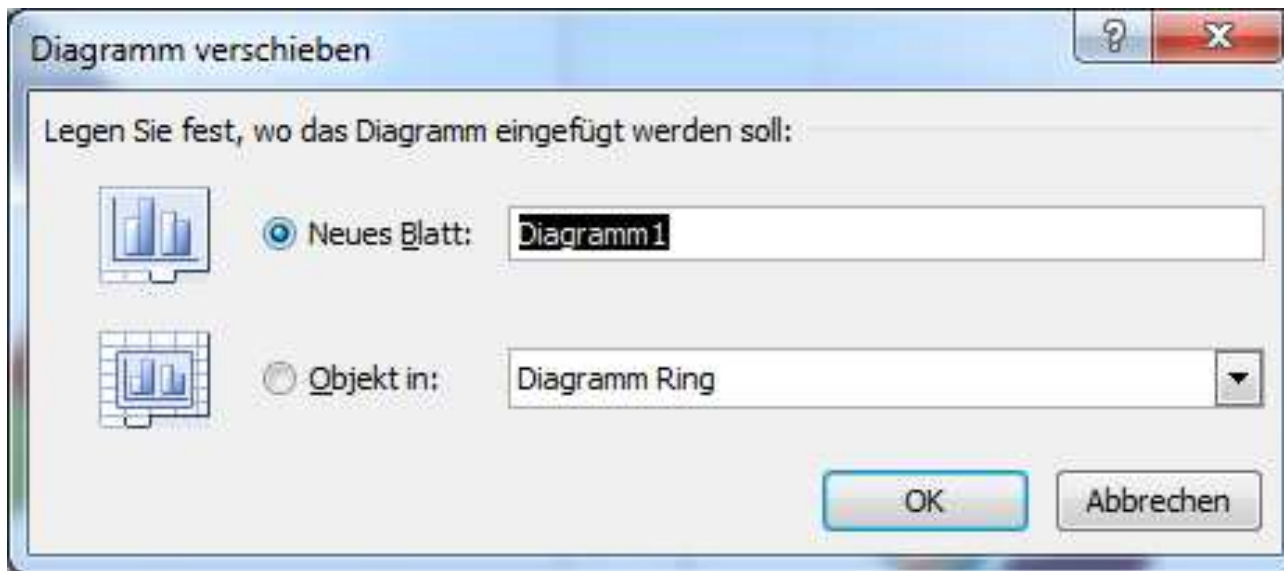 Diagramm verschieben
?
Legen Sie fest, wo das Diagramm eingefügt werden soll:
Neues Blatt: Diagramm1
Objekt in: Diagramm Ring
OK Abbrechen